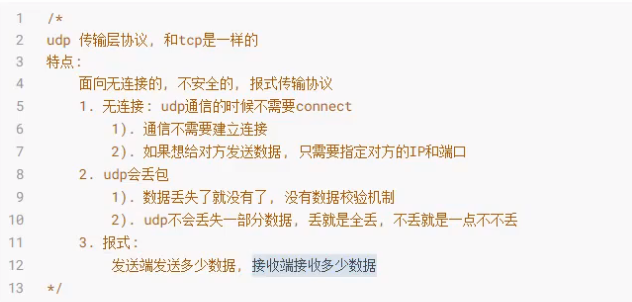 1 /*
2 udp 传输层协议, 和tcp是一样的
3 特点:
4 面向无连接的, 不安全的, 报式传输协议
5 1. 无连接: udp通信的时候不需要connect
6 1). 通信不需要建立连接
7 2). 如果想给对方发送数据, 只需要指定对方的IP和端口
8 2. udp会丢包
9 1). 数据丢失了就没有了, 没有数据校验机制
10 2). udp不会丢失一部分数据, 丢就是全丢, 不丢就是一点不不丢
11 3. 报式:
12 发送端发送多少数据, 接收端接收多少数据
13 */